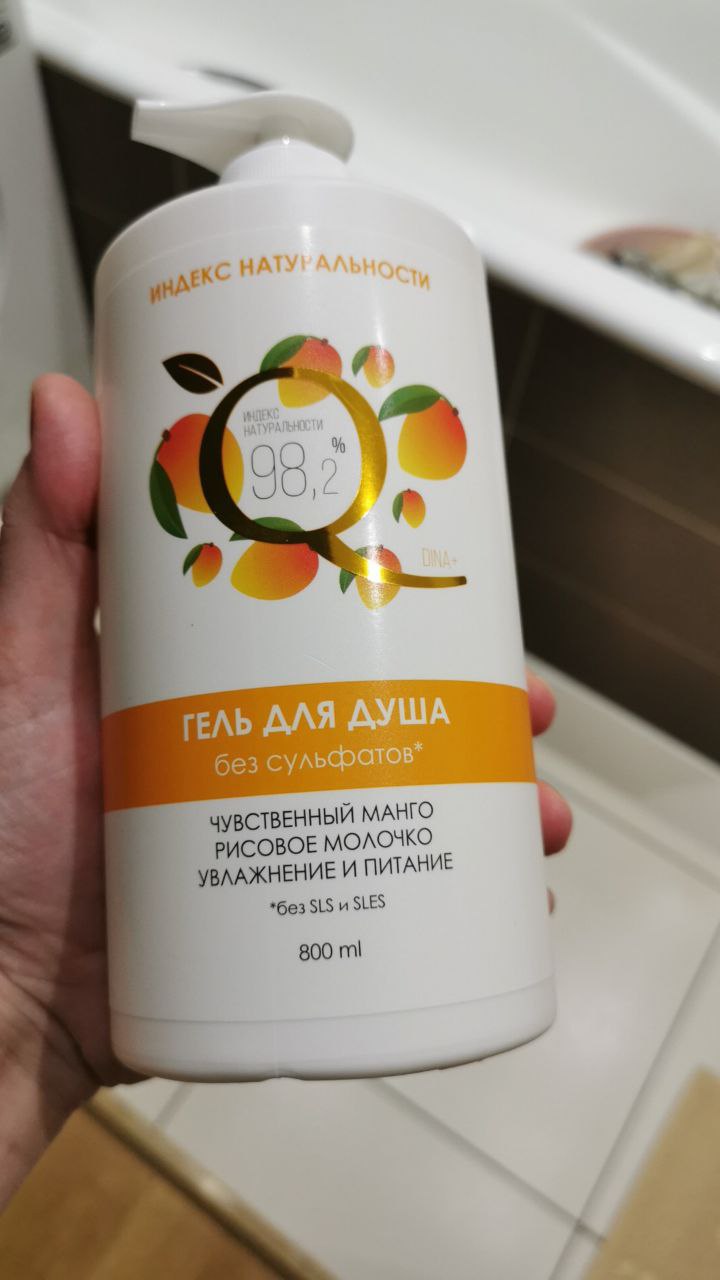 ИНДЕКС НАТУРАЛЬНОСТИ
ИНДЕКС
НАТУРАЛЬНОСТИ
98,2%
DINA+
ГЕЛЬ ДЛЯ ДУША
без сульфатов*
ЧУВСТВЕННЫЙ МАНГО
РИСОВОЕ МОЛОЧКО
УВЛАЖНЕНИЕ И ПИТАНИЕ
*без SLS и SLES
800 ml